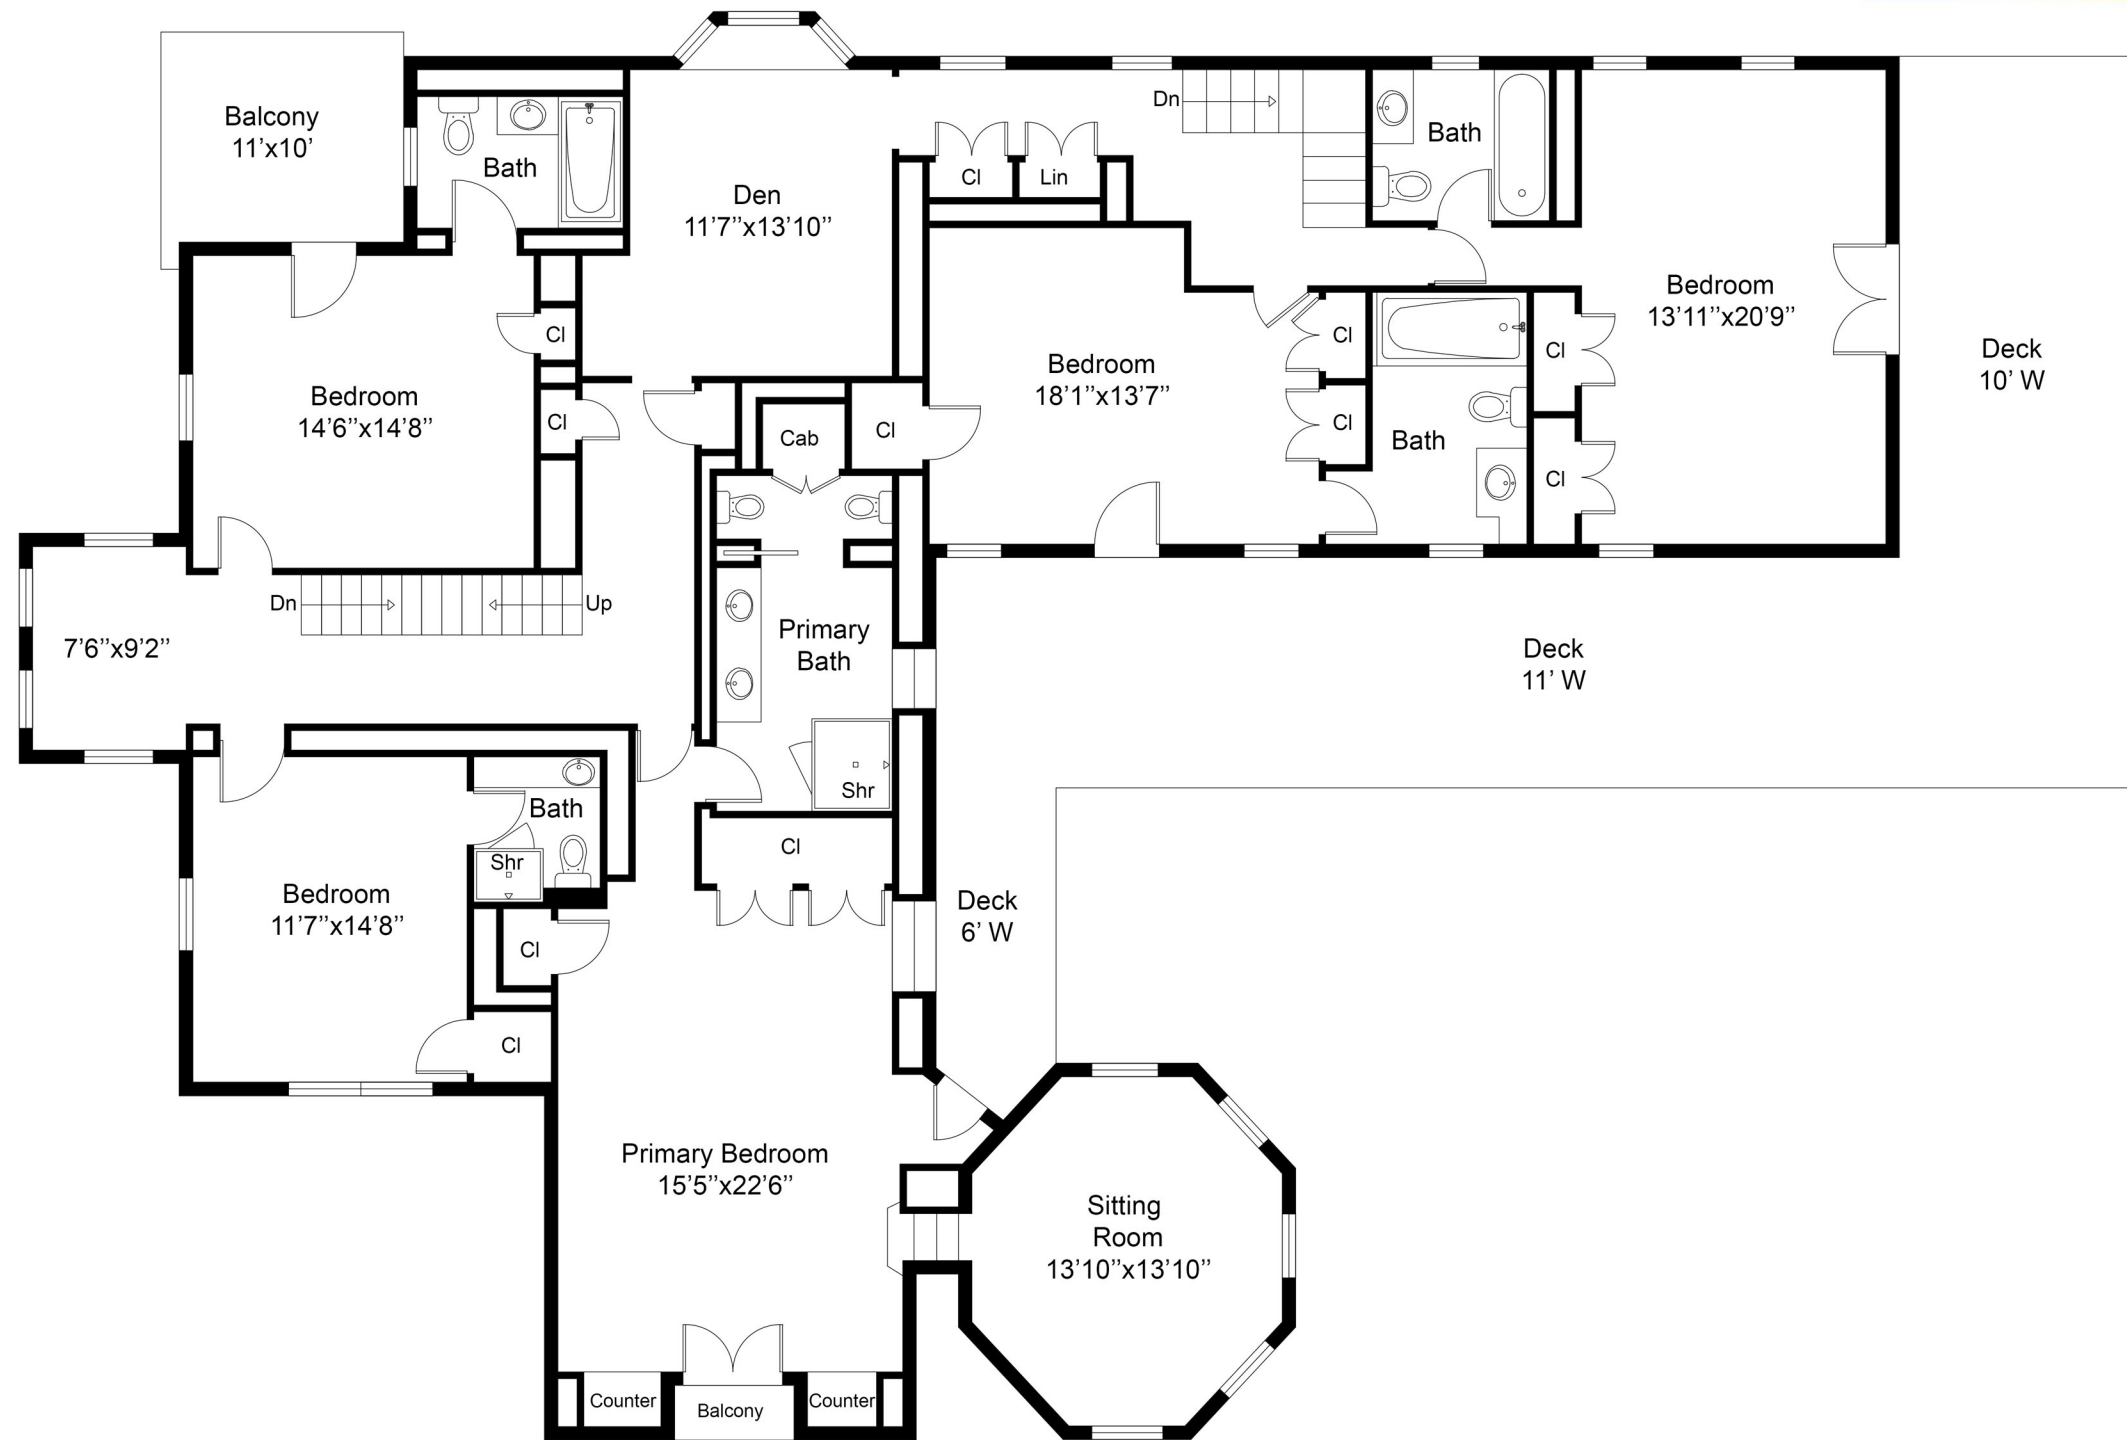 Balcony
11’x10’
Bath
Den
11’7’’x13’10’’
Cl
Lin
Dn
Bath
Bedroom
13’11’’x20’9’’
Deck
10’ W
Bedroom
14’6’’x14’8’’
Cl
Cl
Cab
Cl
Bedroom
18’1’’x13’7’’
Cl
Cl
Bath
Cl
Cl
Dn
Up
7’6’’x9’2’’
Primary
Bath
Shr
Deck
11’ W
Bath
Shr
Cl
Bedroom
11’7’’x14’8’’
Cl
Cl
Deck
6’ W
Primary Bedroom
15’5’’x22’6’’
Sitting
Room
13’10’’x13’10’’
Counter
Balcony
Counter